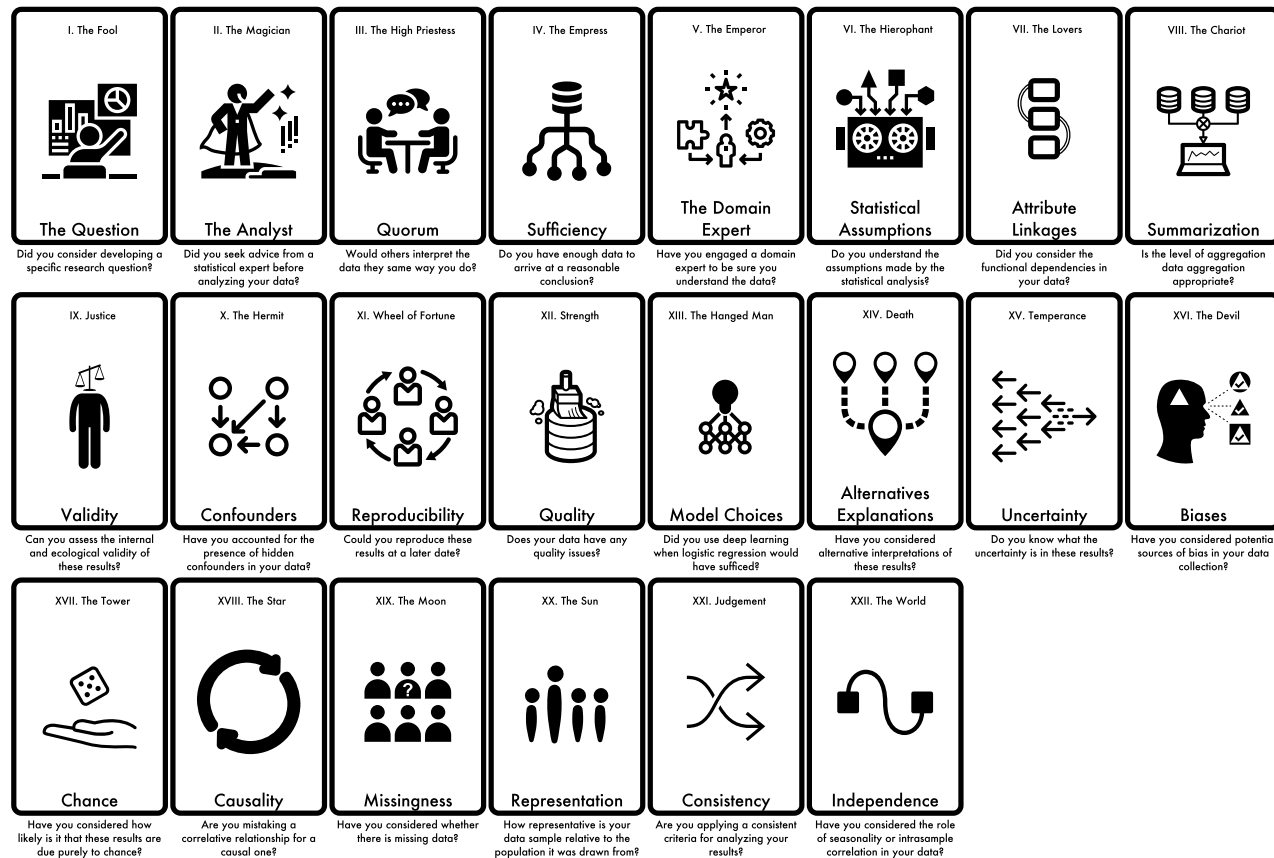 I. The Fool
The Question
Did you consider developing a
specific research question?
II. The Magician
The Analyst
Did you seek advice from a
statistical expert before
analyzing your data?
III. The High Priestess
Quorum
Would others interpret the
data they same way you do?
IV. The Empress
Sufficiency
Do you have enough data to
arrive at a reasonable
conclusion?
V. The Emperor
The Domain
Expert
Have you engaged a domain
expert to be sure you
understand the data?
VI. The Hierophant
Statistical
Assumptions
Do you understand the
assumptions made by the
statistical analysis?
VII. The Lovers
Attribute
Linkages
Did you consider the
functional dependencies in
your data?
VIII. The Chariot
Summarization
Is the level of aggregation
data aggregation
appropriate?
IX. Justice
Validity
Can you assess the internal
and ecological validity of
these results?
X. The Hermit
Confounders
Have you accounted for the
presence of hidden
confounders in your data?
XI. Wheel of Fortune
Reproducibility
Could you reproduce these
results at a later date?
XII. Strength
Quality
Does your data have any
quality issues?
XIII. The Hanged Man
Model Choices
Did you use deep learning
when logistic regression would
have sufficed?
XIV. Death
Alternatives
Explanations
Have you considered
alternative interpretations of
these results?
XV. Temperance
Uncertainty
Do you know what the
uncertainty is in these results?
XVI. The Devil
Biases
Have you considered potential
sources of bias in your data
collection?
XVII. The Tower
Chance
Have you considered how
likely is it that these results are
due purely to chance?
XVIII. The Star
Causality
Are you mistaking a
correlative relationship for a
causal one?
XIX. The Moon
?
Missingness
Have you considered whether
there is missing data?
XX. The Sun
Representation
How representative is your
data sample relative to the
population it was drawn from?
XXI. Judgement
Consistency
Are you applying a consistent
criteria for analyzing your
results?
XXII. The World
Independence
Have you considered the role
of seasonality or intrasample
correlation in your data?